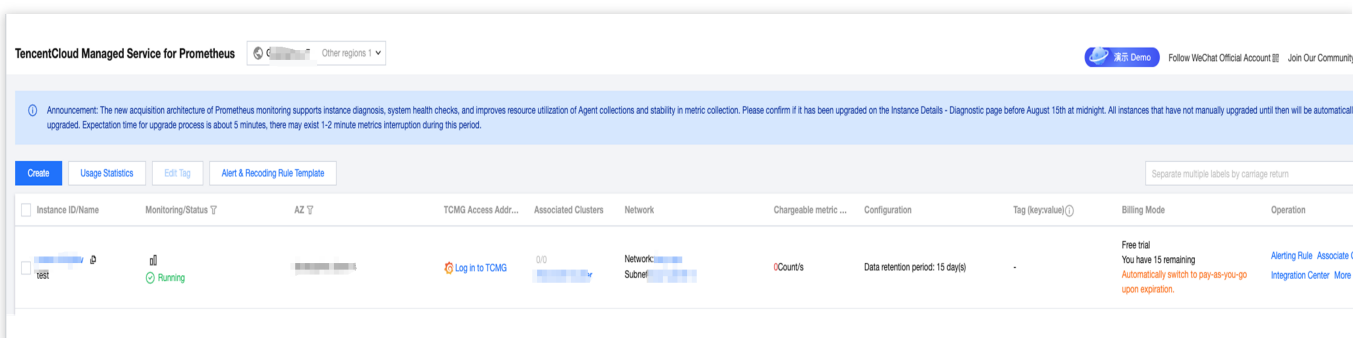 TencentCloud Managed Service for Prometheus Other regions 1
演示 Demo Follow WeChat Official Account Join Our Community
Announcement: The new acquisition architecture of Prometheus monitoring supports instance diagnosis, system health checks, and improves resource utilization of Agent collections and stability in metric collection. Please confirm if it has been upgraded on the Instance Details - Diagnostic page before August 15th at midnight. All instances that have not manually upgraded until then will be automaticall
upgraded. Expectation time for upgrade process is about 5 minutes, there may exist 1-2 minute metrics interruption during this period.
Create Usage Statistics Edit Tag Alert & Recoding Rule Template Separate multiple labels by carriage return
Instance ID/Name Monitoring/Status AZ TCMG Access Addr... Associated Clusters Network Chargeable metric ... Configuration Tag (key:value) Billing Mode Operation
test
Running
Log in to TCMG
0/0
Network:
Subnet
0Count/s
Data retention period: 15 day(s)
-
Free trial
You have 15 remaining
Automatically switch to pay-as-you-go
upon expiration.
Alerting Rule Associate C
Integration Center More